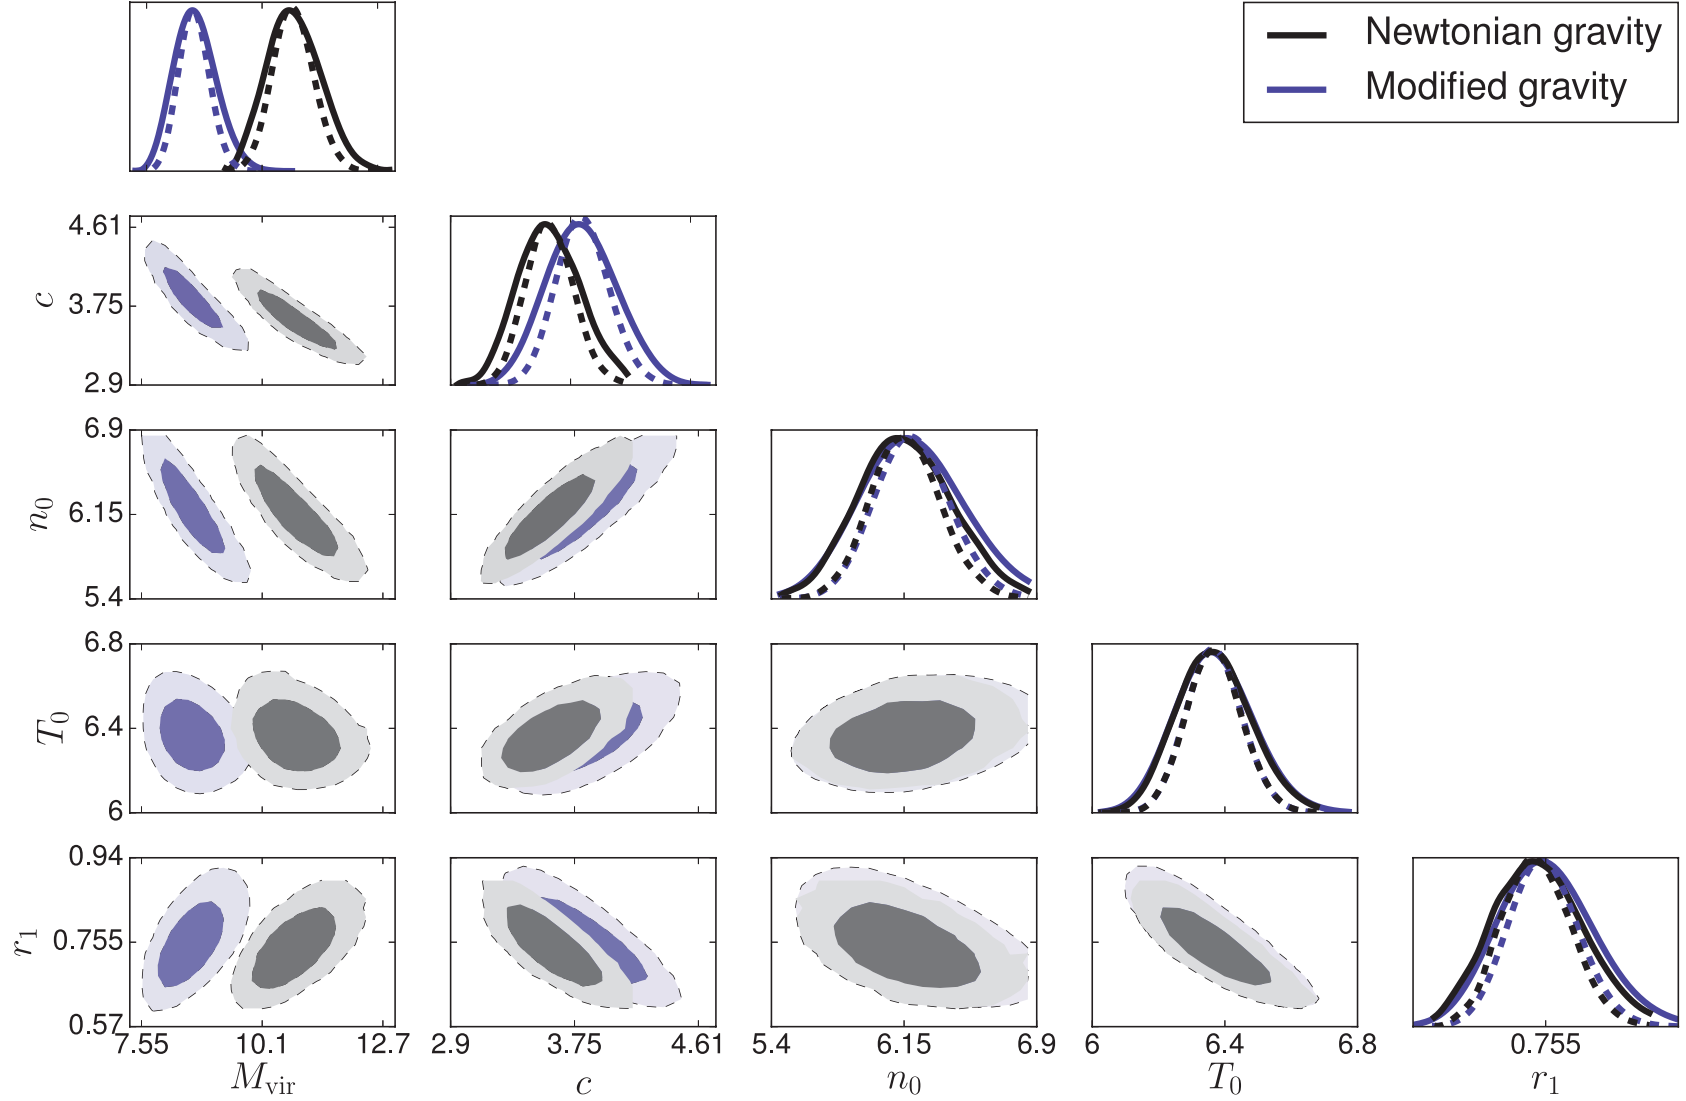 Newtonian gravity
Modified gravity
4.61
c
3.75
2.9
6.9
n₀
6.15
5.4
6.8
T₀
6.4
6
0.94
r₁
0.755
0.57
7.55 10.1 12.7 2.9 3.75 4.61 5.4 6.15 6.9 6 6.4 6.8 0.755
M_vir c n₀ T₀ r₁